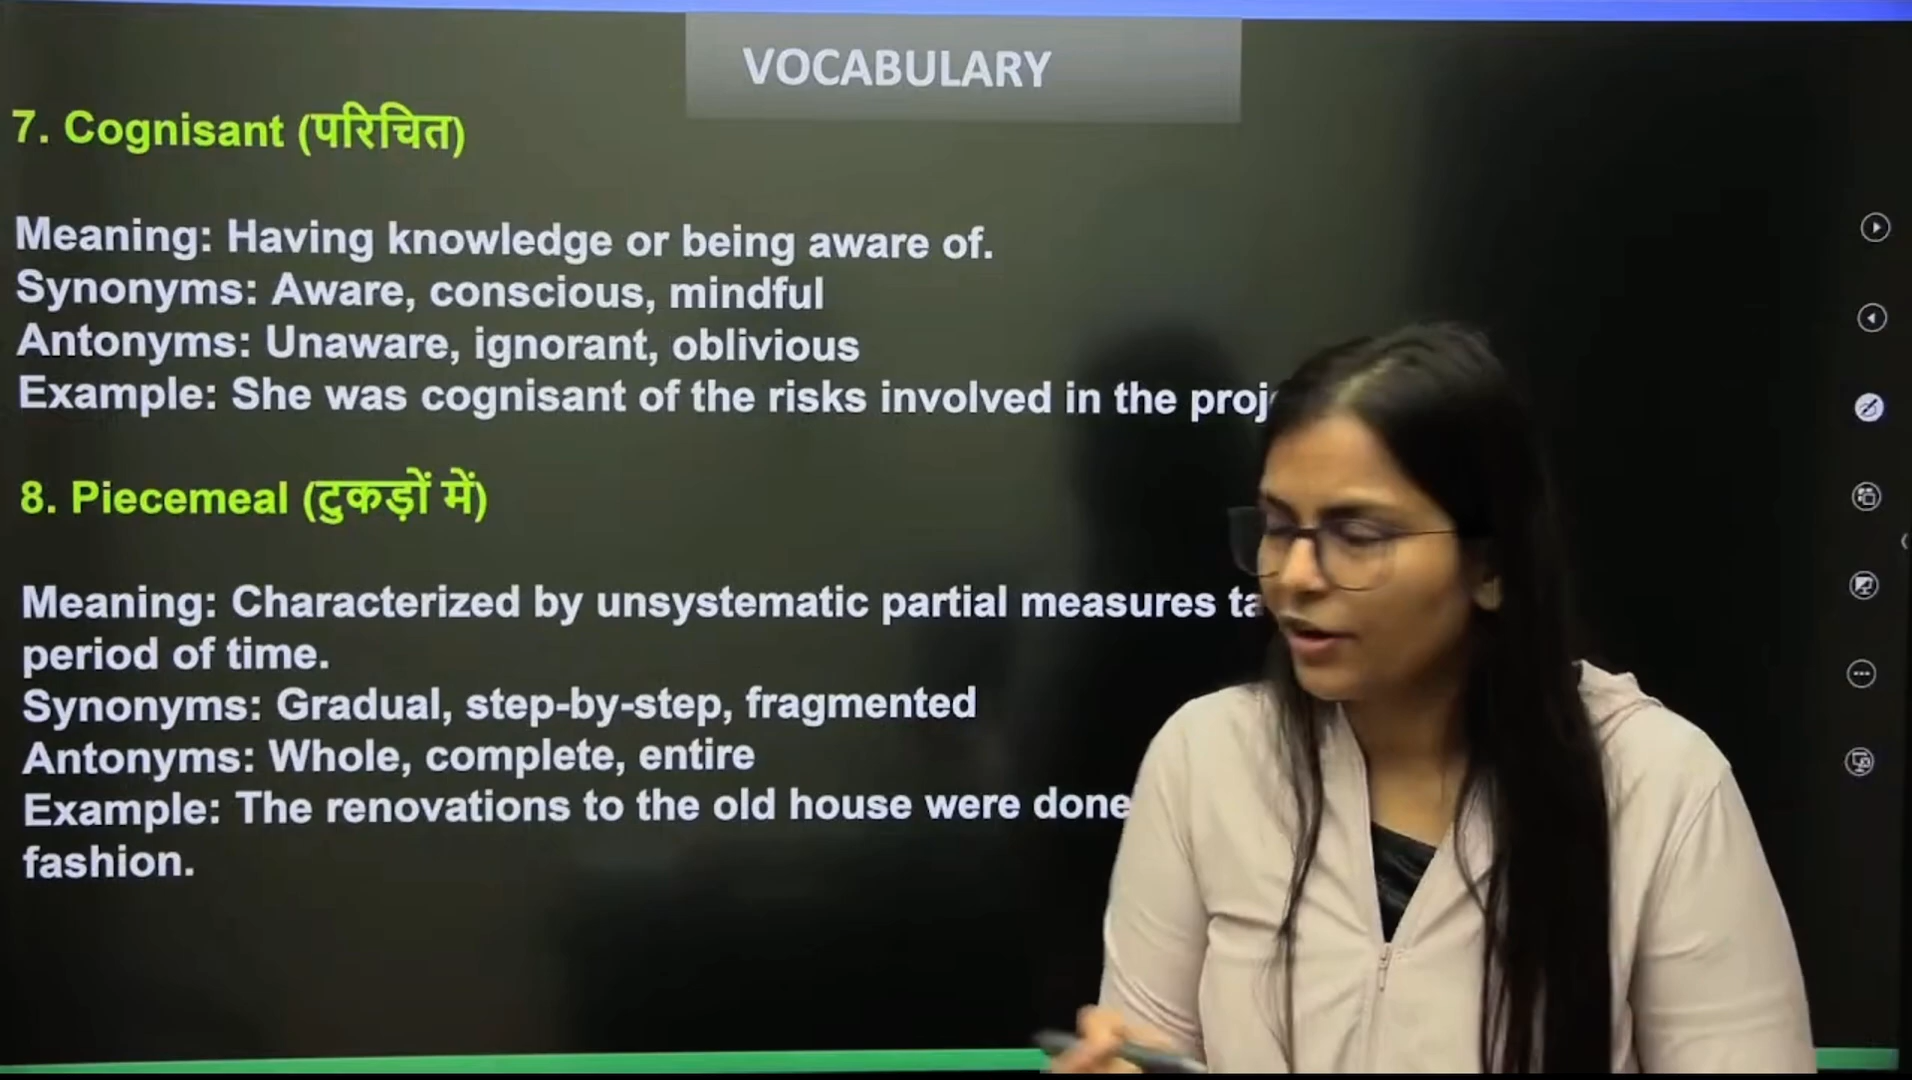 VOCABULARY
7. Cognisant (परिचित)
Meaning: Having knowledge or being aware of.
Synonyms: Aware, conscious, mindful
Antonyms: Unaware, ignorant, oblivious
Example: She was cognisant of the risks involved in the
8. Piecemeal (टुकड़ों में)
Meaning: Characterized by unsystematic partial measures
period of time.
Synonyms: Gradual, step-by-step, fragmented
Antonyms: Whole, complete, entire
Example: The renovations to the old house were done
fashion.